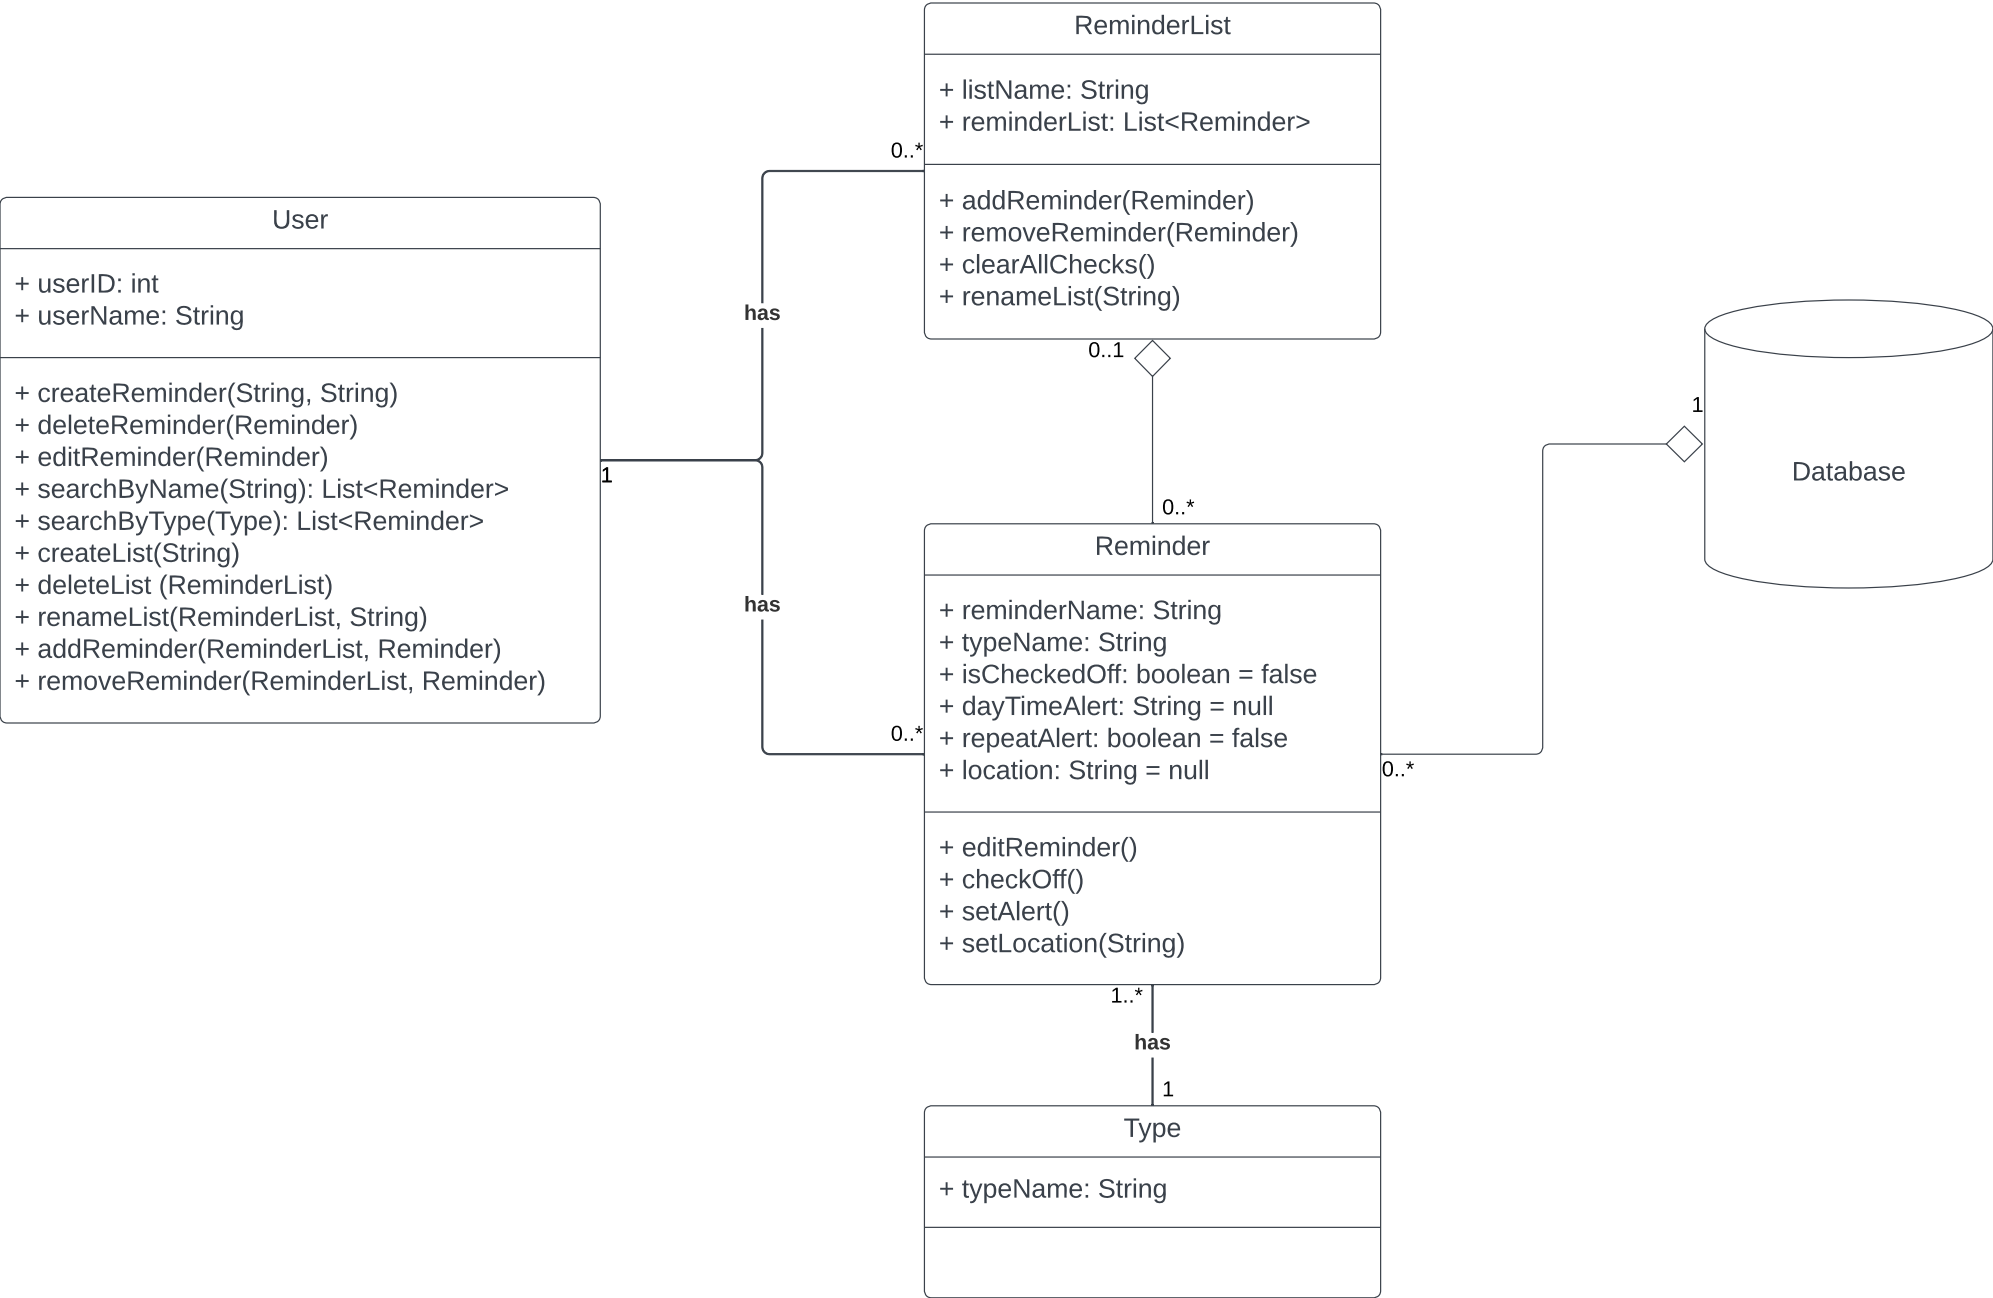 ReminderList
+ listName: String
+ reminderList: List<Reminder>
+ addReminder(Reminder)
+ removeReminder(Reminder)
+ clearAllChecks()
+ renameList(String)
0..*
0..1
User
+ userID: int
+ userName: String
+ createReminder(String, String)
+ deleteReminder(Reminder)
+ editReminder(Reminder)
+ searchByName(String): List<Reminder>
+ searchByType(Type): List<Reminder>
+ createList(String)
+ deleteList (ReminderList)
+ renameList(ReminderList, String)
+ addReminder(ReminderList, Reminder)
+ removeReminder(ReminderList, Reminder)
1
has
has
0..*
0..*
Reminder
+ reminderName: String
+ typeName: String
+ isCheckedOff: boolean = false
+ dayTimeAlert: String = null
+ repeatAlert: boolean = false
+ location: String = null
+ editReminder()
+ checkOff()
+ setAlert()
+ setLocation(String)
0..*
1
Database
1..*
has
1
Type
+ typeName: String